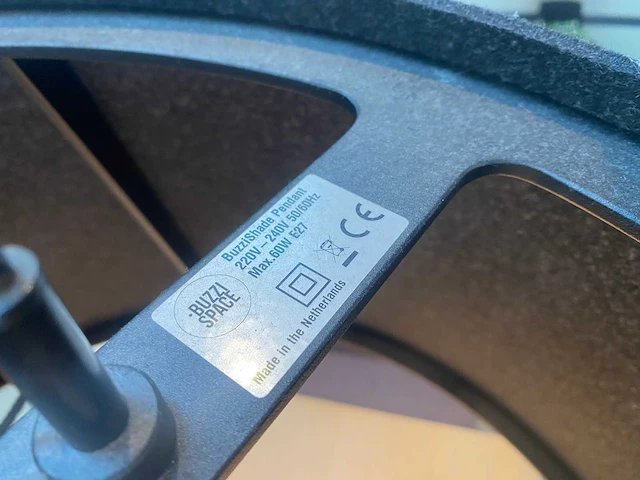 BUZZI
SPACE
BuzziShade Pendant
220V ~ 240V 50/60Hz
Max.60W E27
CE
Made in the Netherlands